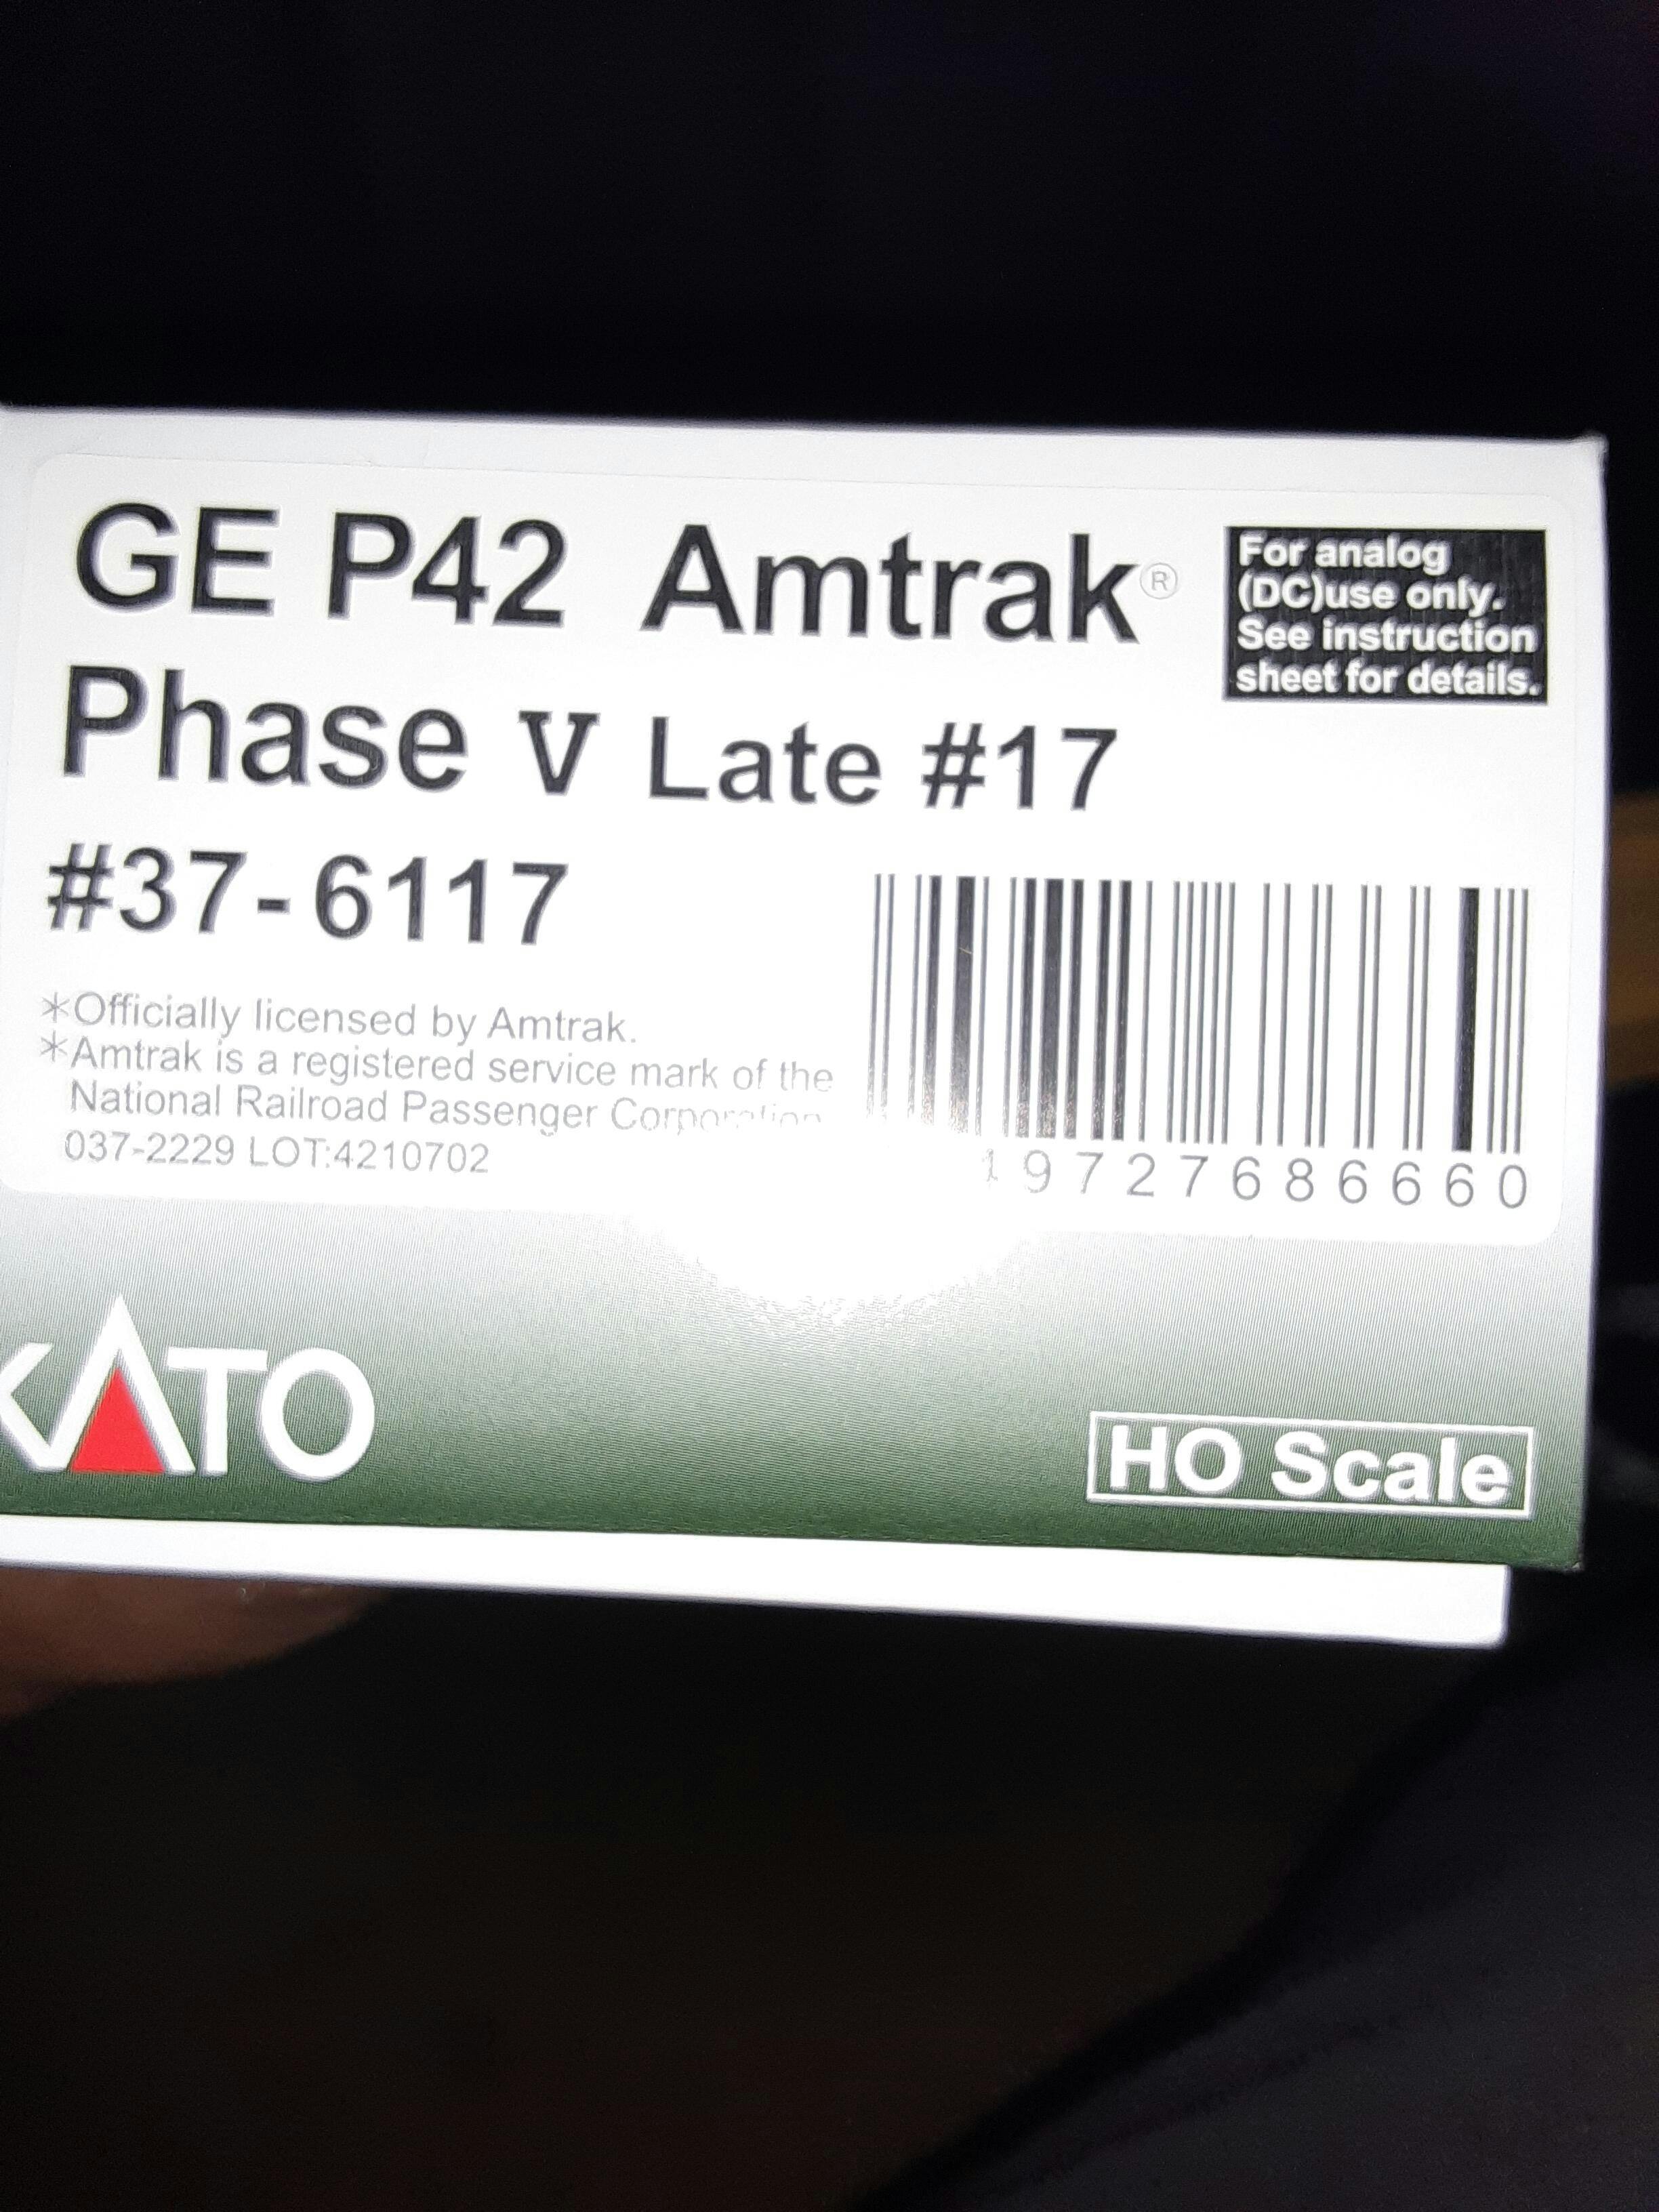 GE P42 Amtrak®
For analog
(DC)use only.
See instruction
sheet for details.
Phase V Late #17
#37-6117
*Officially licensed by Amtrak.
*Amtrak is a registered service mark of the
National Railroad Passenger Corporation
037-2229 LOT:4210702
19727686660
KATO
HO Scale